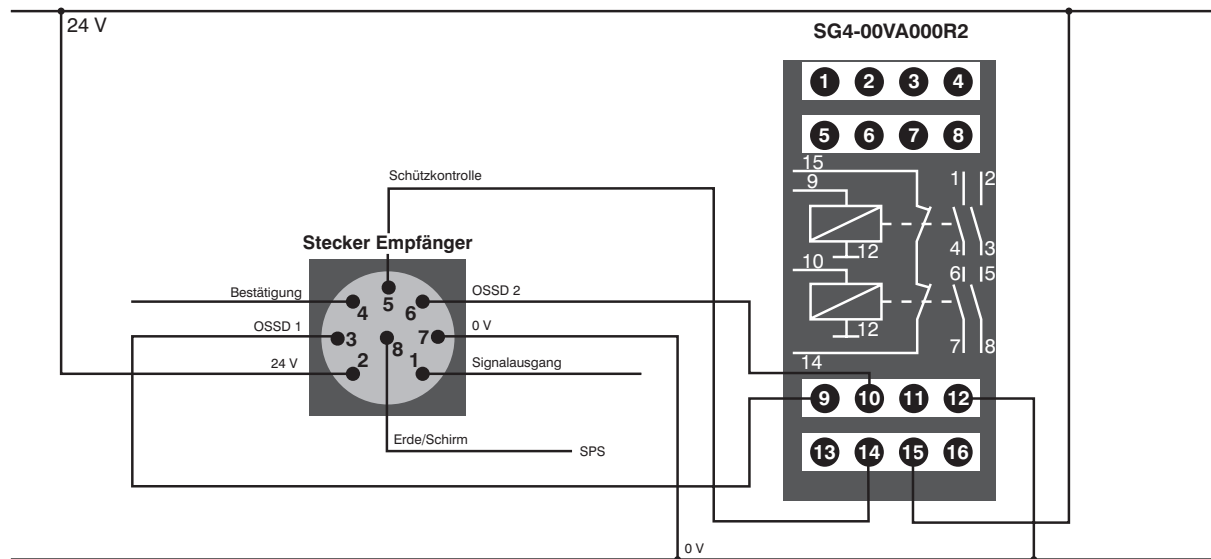 24 V
SG4-00VA000R2
1 2 3 4
5 6 7 8
15
9
1 2
12
4 3
10
6 5
12
7 8
14
9 10 11 12
13 14 15 16
Schützkontrolle
Stecker Empfänger
Bestätigung
OSSD 2
OSSD 1
0 V
24 V
Signalausgang
5
4 6
3 8 7
2 1
Erde/Schirm
SPS
0 V